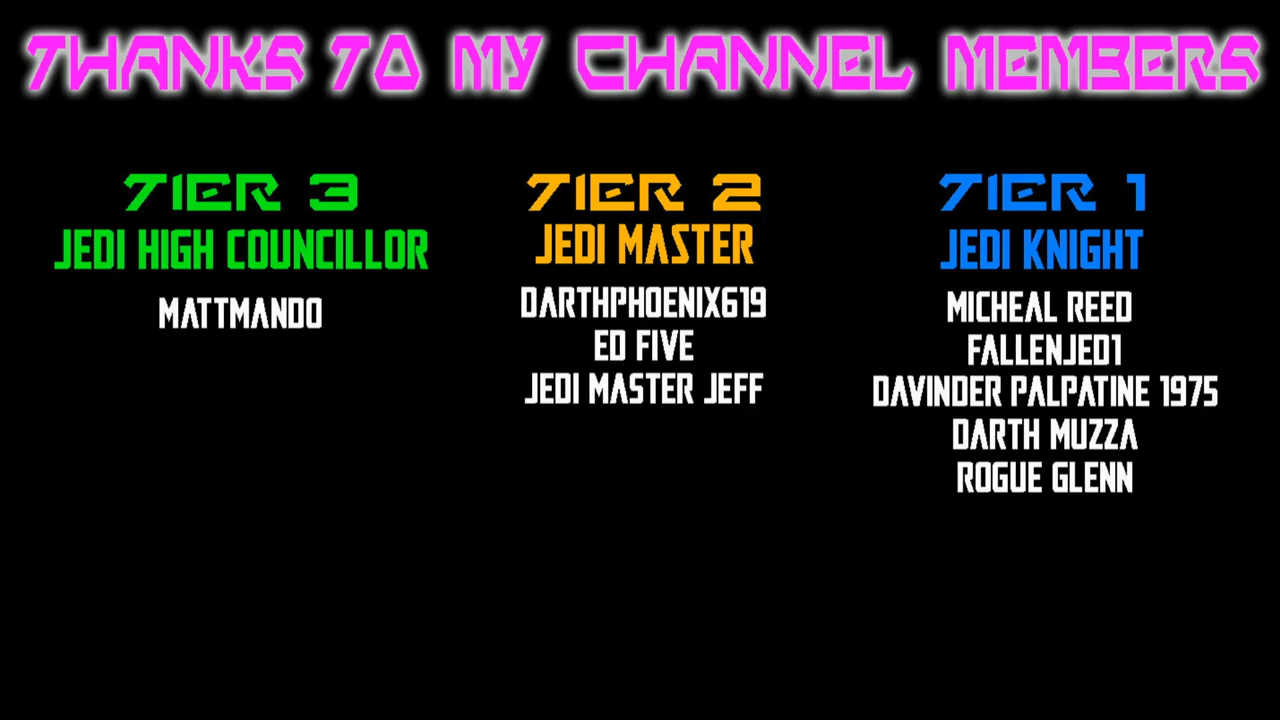 THANKS TO MY CHANNEL MEMBERS
TIER 3
JEDI HIGH COUNCILLOR
MATTMANDO
TIER 2
JEDI MASTER
DARTHPHOENIX619
ED FIVE
JEDI MASTER JEFF
TIER 1
JEDI KNIGHT
MICHEAL REED
FALLENJED1
DAVINDER PALPATINE 1975
DARTH MUZZA
ROGUE GLENN